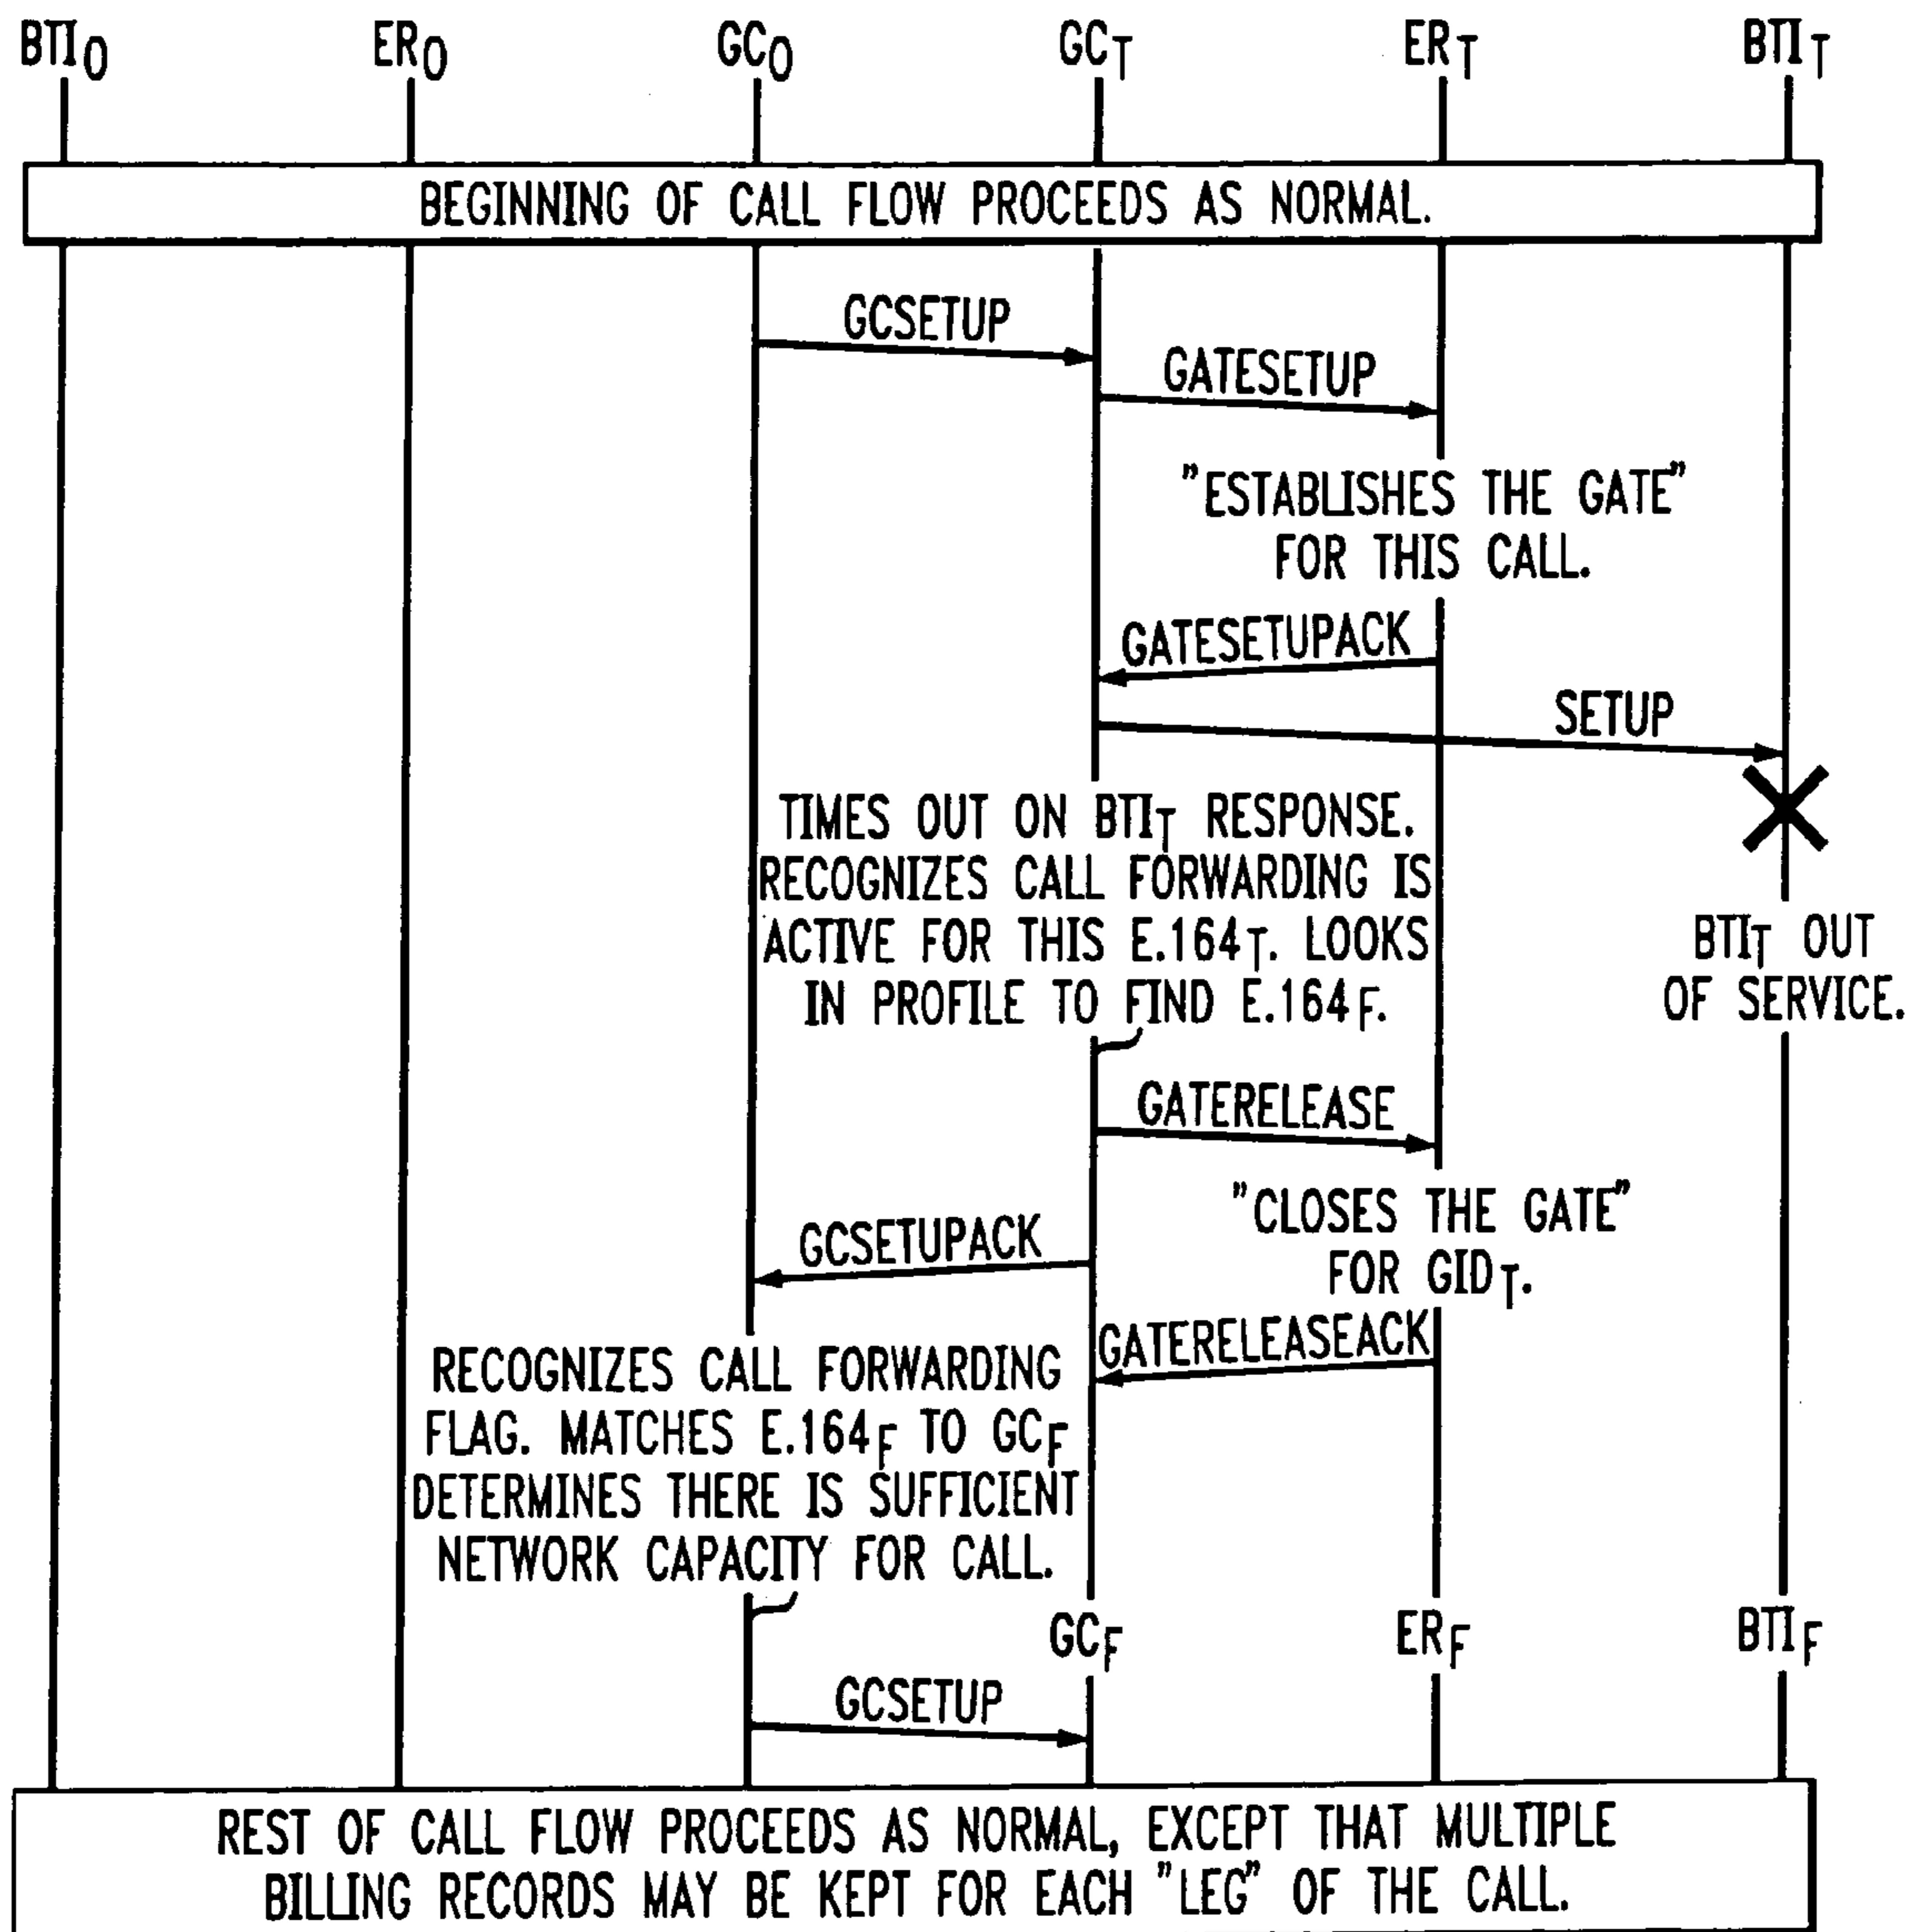 BTIO ERO GCO GCT ERT BTIT
BEGINNING OF CALL FLOW PROCEEDS AS NORMAL.
GCSETUP
GATESETUP
"ESTABLISHES THE GATE"
FOR THIS CALL.
GATESETUPACK
SETUP
TIMES OUT ON BTIT RESPONSE.
RECOGNIZES CALL FORWARDING IS
ACTIVE FOR THIS E.164T. LOOKS
IN PROFILE TO FIND E.164F.
BTIT OUT
OF SERVICE.
GATERELEASE
"CLOSES THE GATE"
FOR GIDT.
GCSETUPACK
GATERELEASEACK
RECOGNIZES CALL FORWARDING
FLAG. MATCHES E.164F TO GCF
DETERMINES THERE IS SUFFICIENT
NETWORK CAPACITY FOR CALL.
GCF ERF BTIF
GCSETUP
REST OF CALL FLOW PROCEEDS AS NORMAL, EXCEPT THAT MULTIPLE
BILLING RECORDS MAY BE KEPT FOR EACH "LEG" OF THE CALL.